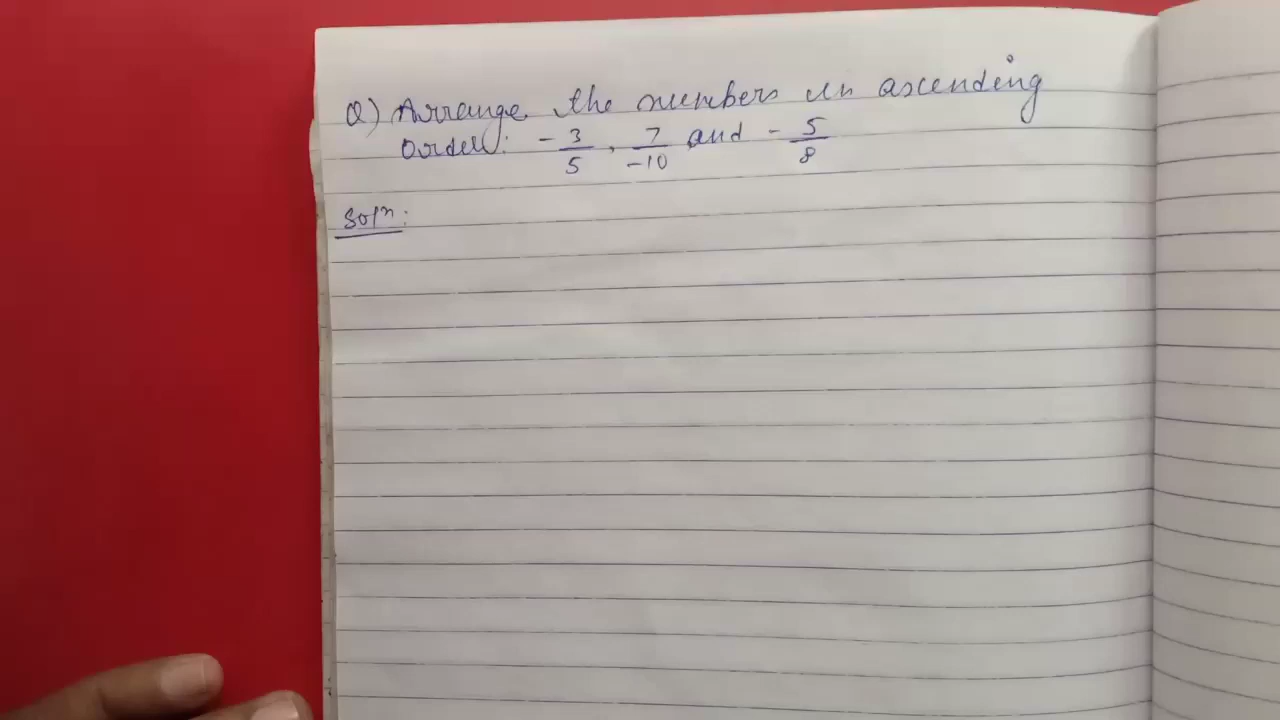 Q) Arrange the numbers in ascending
order: -3/5, 7/-10 and -5/8
Solⁿ: